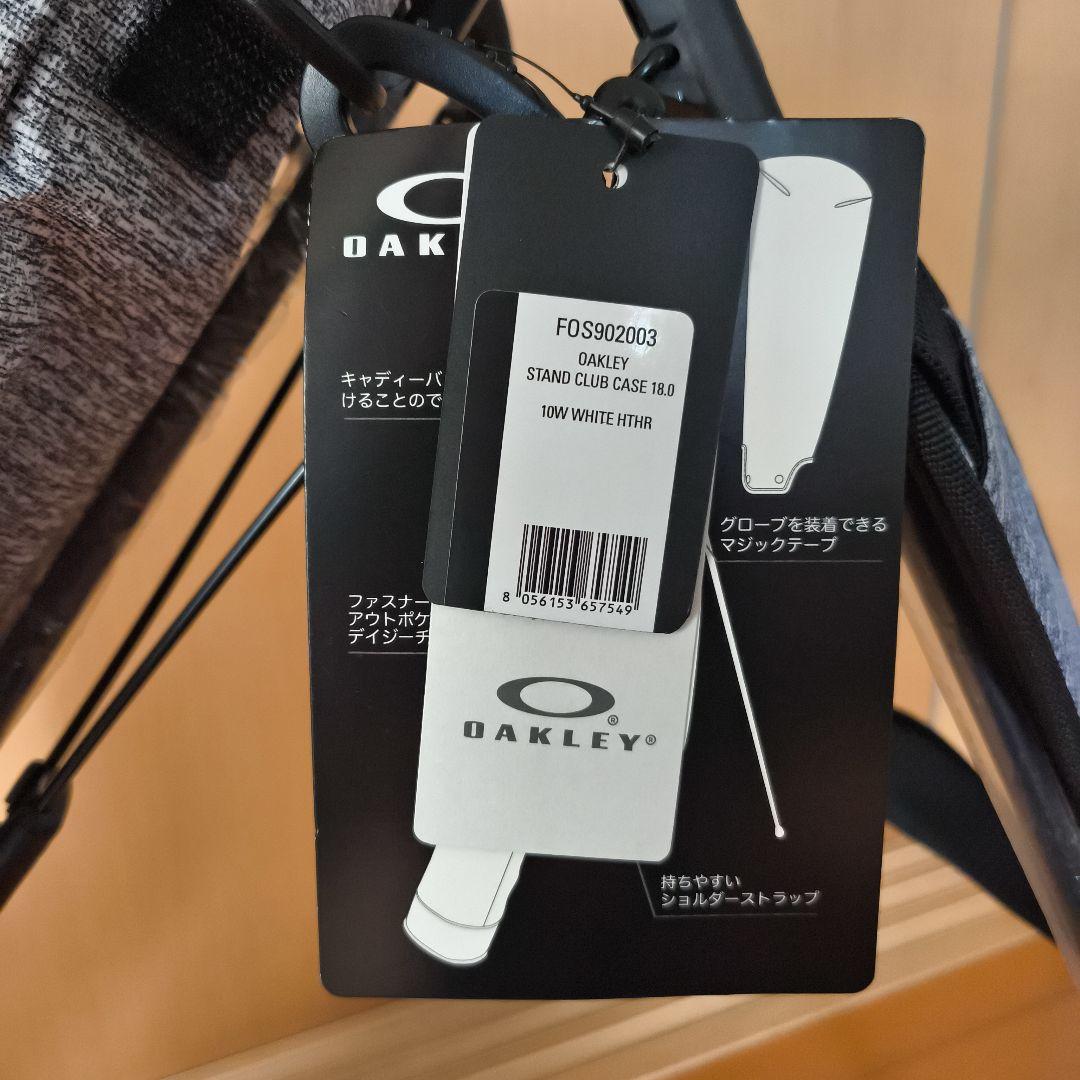 OAK
キャディーバ
けることので
FOS902003
OAKLEY
STAND CLUB CASE 18.0
10W WHITE HTHR
8 056153 657549
グローブを装着できる
マジックテープ
ファスナー
アウトポケ
デイジーチ
OAKLEY®
持ちやすい
ショルダーストラップ